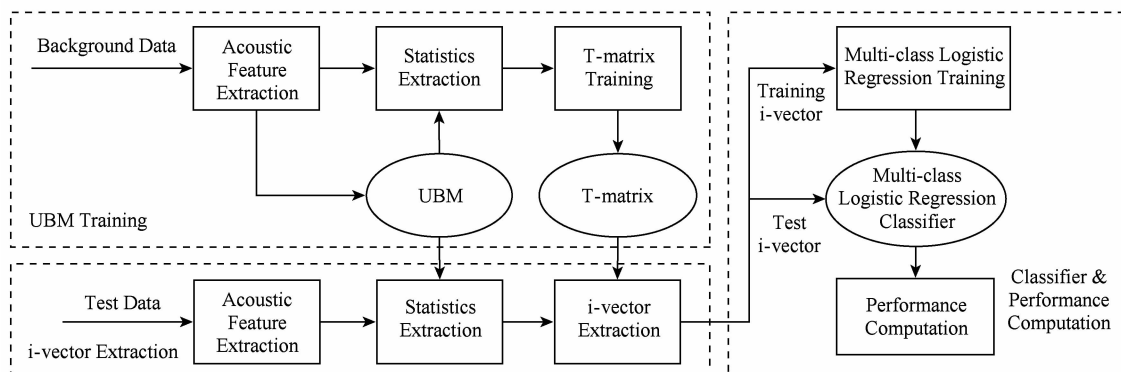 Background Data
Acoustic
Feature
Extraction
Statistics
Extraction
T-matrix
Training
UBM
T-matrix
UBM Training
Test Data
i-vector Extraction
Acoustic
Feature
Extraction
Statistics
Extraction
i-vector
Extraction
Training
i-vector
Multi-class Logistic
Regression Training
Test
i-vector
Multi-class
Logistic Regression
Classifier
Performance
Computation
Classifier &
Performance
Computation